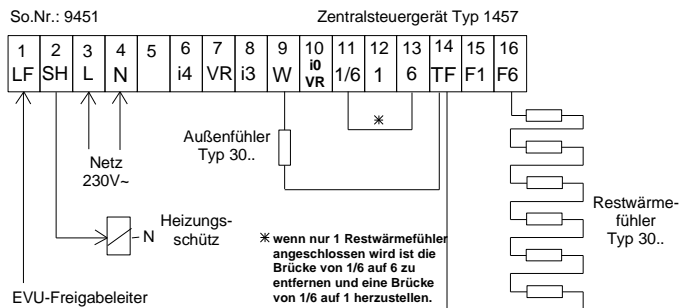 So.Nr.: 9451
Zentralsteuergerät Typ 1457
1 2 3 4 5 6 7 8 9 10 11 12 13 14 15 16
LF SH L N i4 VR i3 W i0 VR 1/6 1 6 TF F1 F6
✳
Außenfühler
Typ 30..
Netz
230V~
Restwärme-
fühler
Typ 30..
Heizungs-
schütz
N
✳ wenn nur 1 Restwärmefühler
angeschlossen wird ist die
Brücke von 1/6 auf 6 zu
entfernen und eine Brücke
von 1/6 auf 1 herzustellen.
EVU-Freigabeleiter